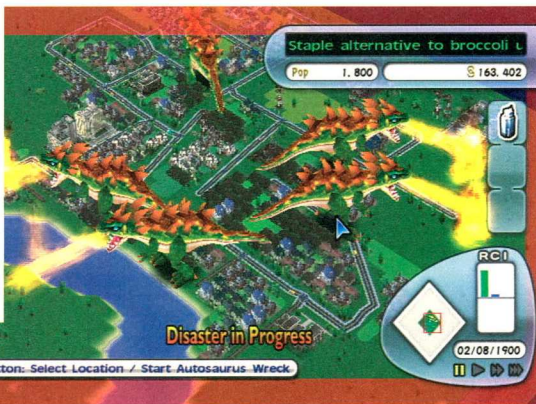 Staple alternative to broccoli u
Pop 1,800 § 163,402
RCI
Disaster in Progress
02/08/1900
tton: Select Location / Start Autosaurus Wreck